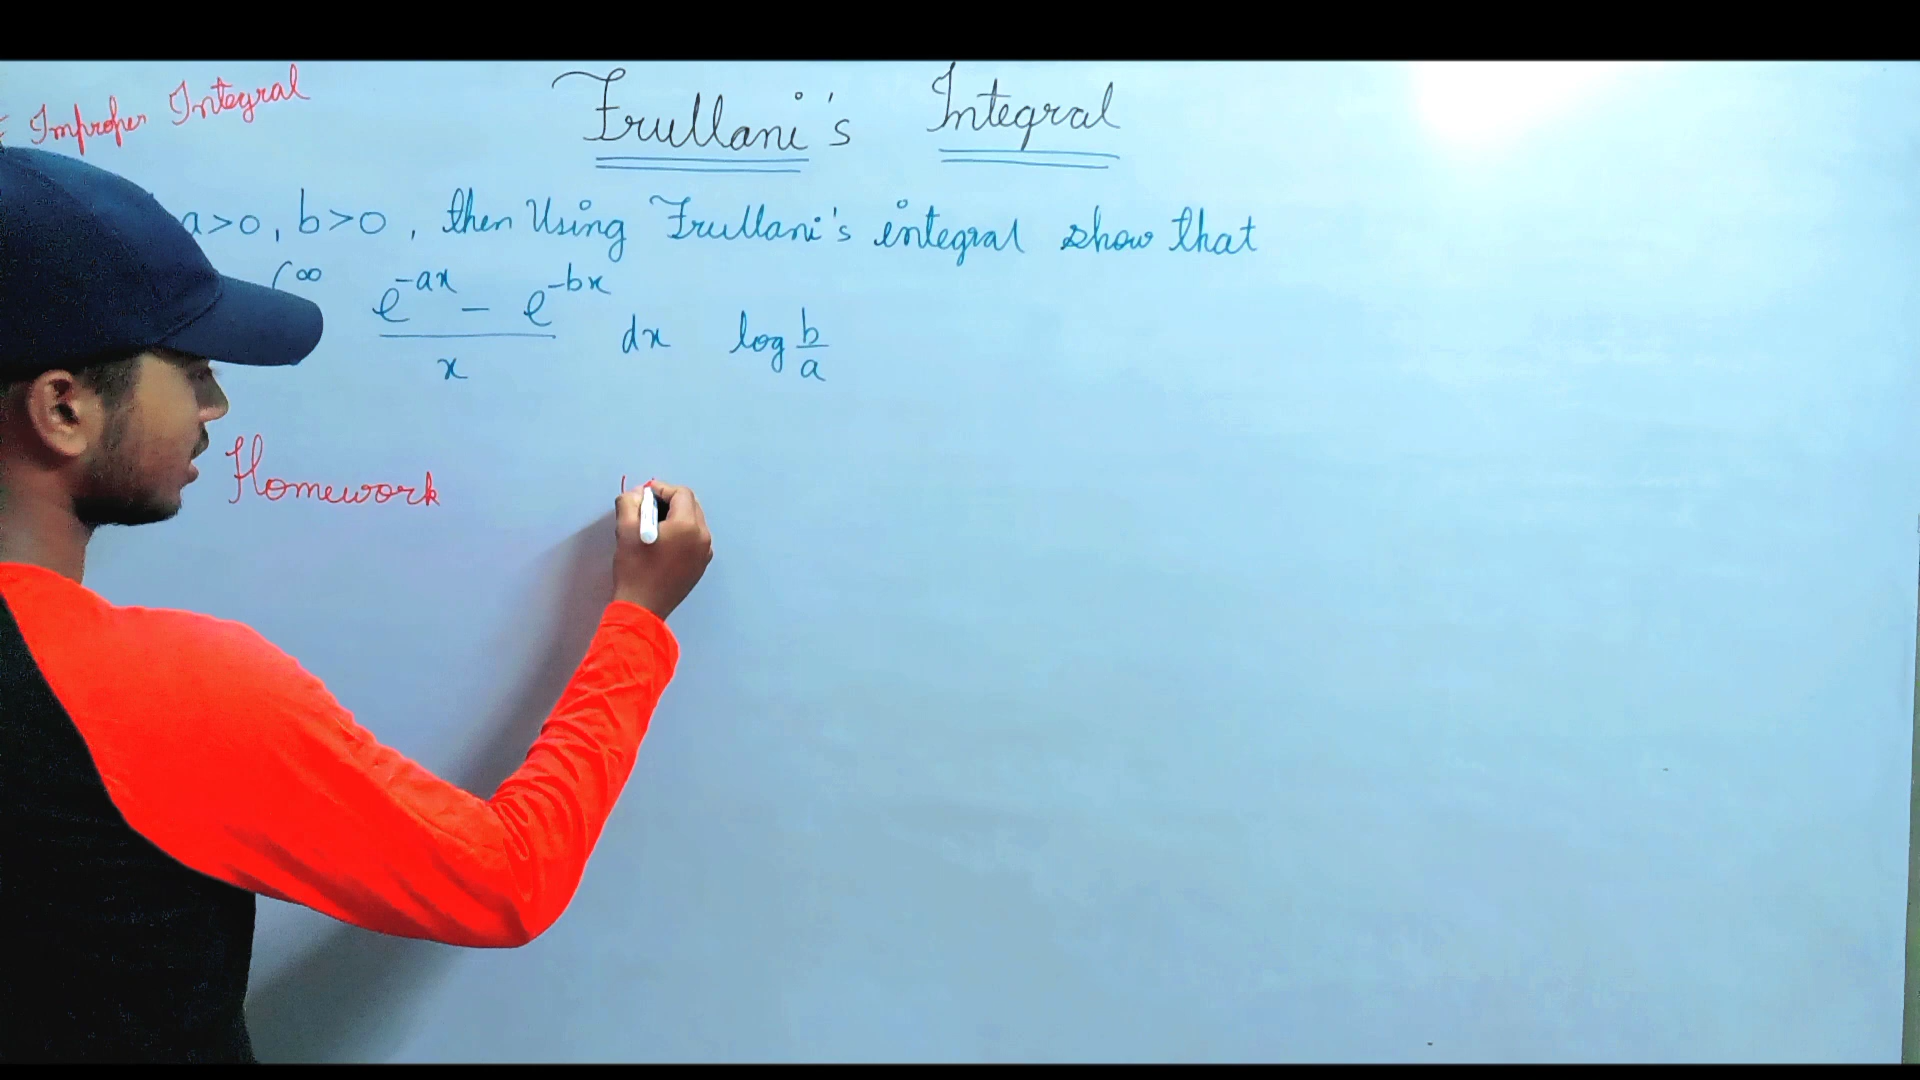 Improper Integral
Frullani's Integral
a>0, b>0, then Using Frullani's integral show that
∫^∞ (e^{-ax} - e^{-bx})/x dx log b/a
Homework